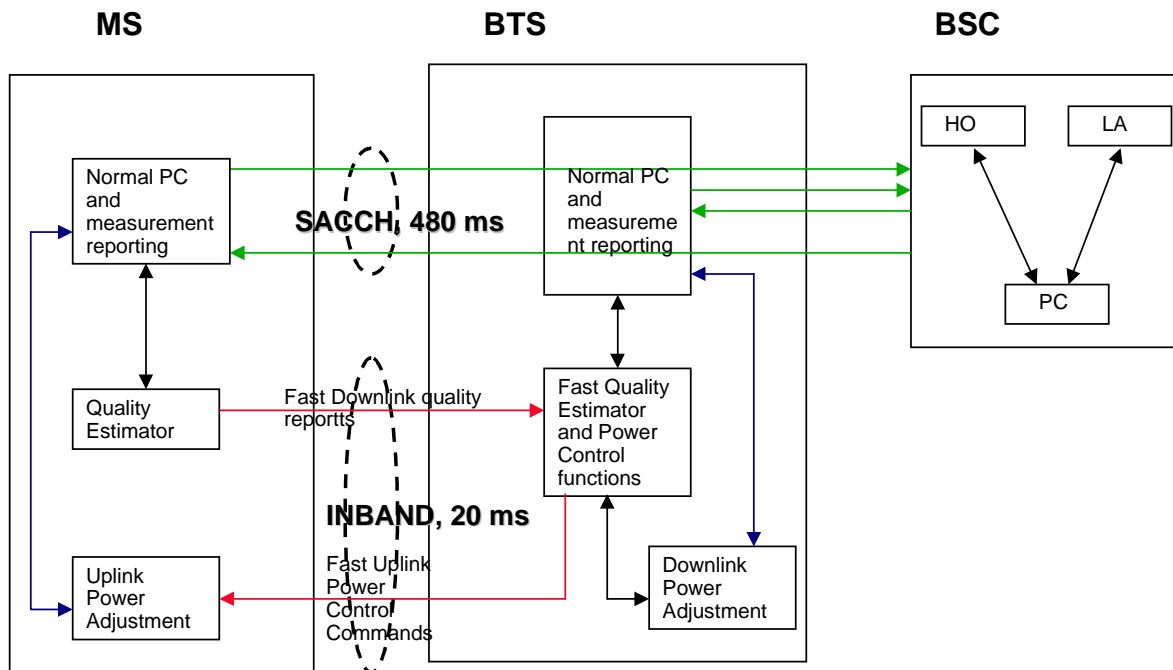 MS
BTS
BSC
HO
LA
PC
Normal PC
and
measurement
reporting
SACCH, 480 ms
Normal PC
and
measureme
nt reporting
Quality
Estimator
Fast Downlink quality
reportts
Fast Quality
Estimator
and Power
Control
functions
INBAND, 20 ms
Uplink
Power
Adjustment
Fast Uplink
Power
Control
Commands
Downlink
Power
Adjustment